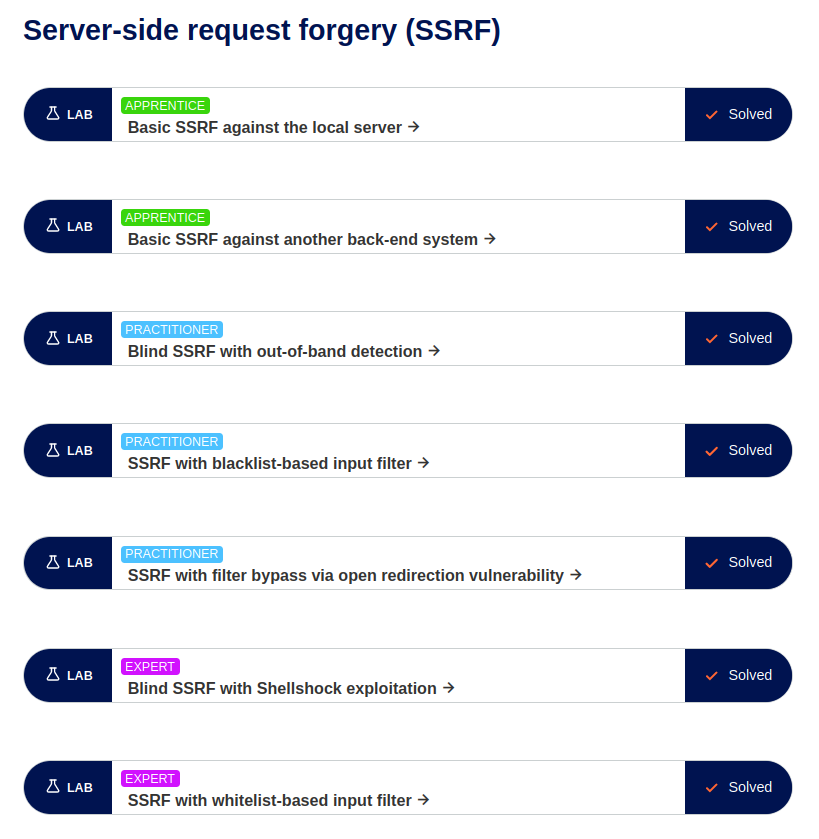 Server-side request forgery (SSRF)
LAB
APPRENTICE
Basic SSRF against the local server →
Solved
LAB
APPRENTICE
Basic SSRF against another back-end system →
Solved
LAB
PRACTITIONER
Blind SSRF with out-of-band detection →
Solved
LAB
PRACTITIONER
SSRF with blacklist-based input filter →
Solved
LAB
PRACTITIONER
SSRF with filter bypass via open redirection vulnerability →
Solved
LAB
EXPERT
Blind SSRF with Shellshock exploitation →
Solved
LAB
EXPERT
SSRF with whitelist-based input filter →
Solved